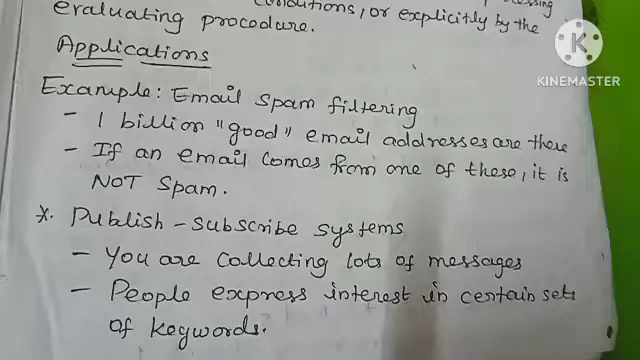 conditions, or explicitly by the
evaluating procedure.
Applications
Example: Email spam filtering
- 1 billion "good" email addresses are there
- If an email comes from one of these, it is
NOT spam.
* Publish - subscribe systems
- You are collecting lots of messages
- People express interest in certain sets
of keywords.
K
KINEMASTER